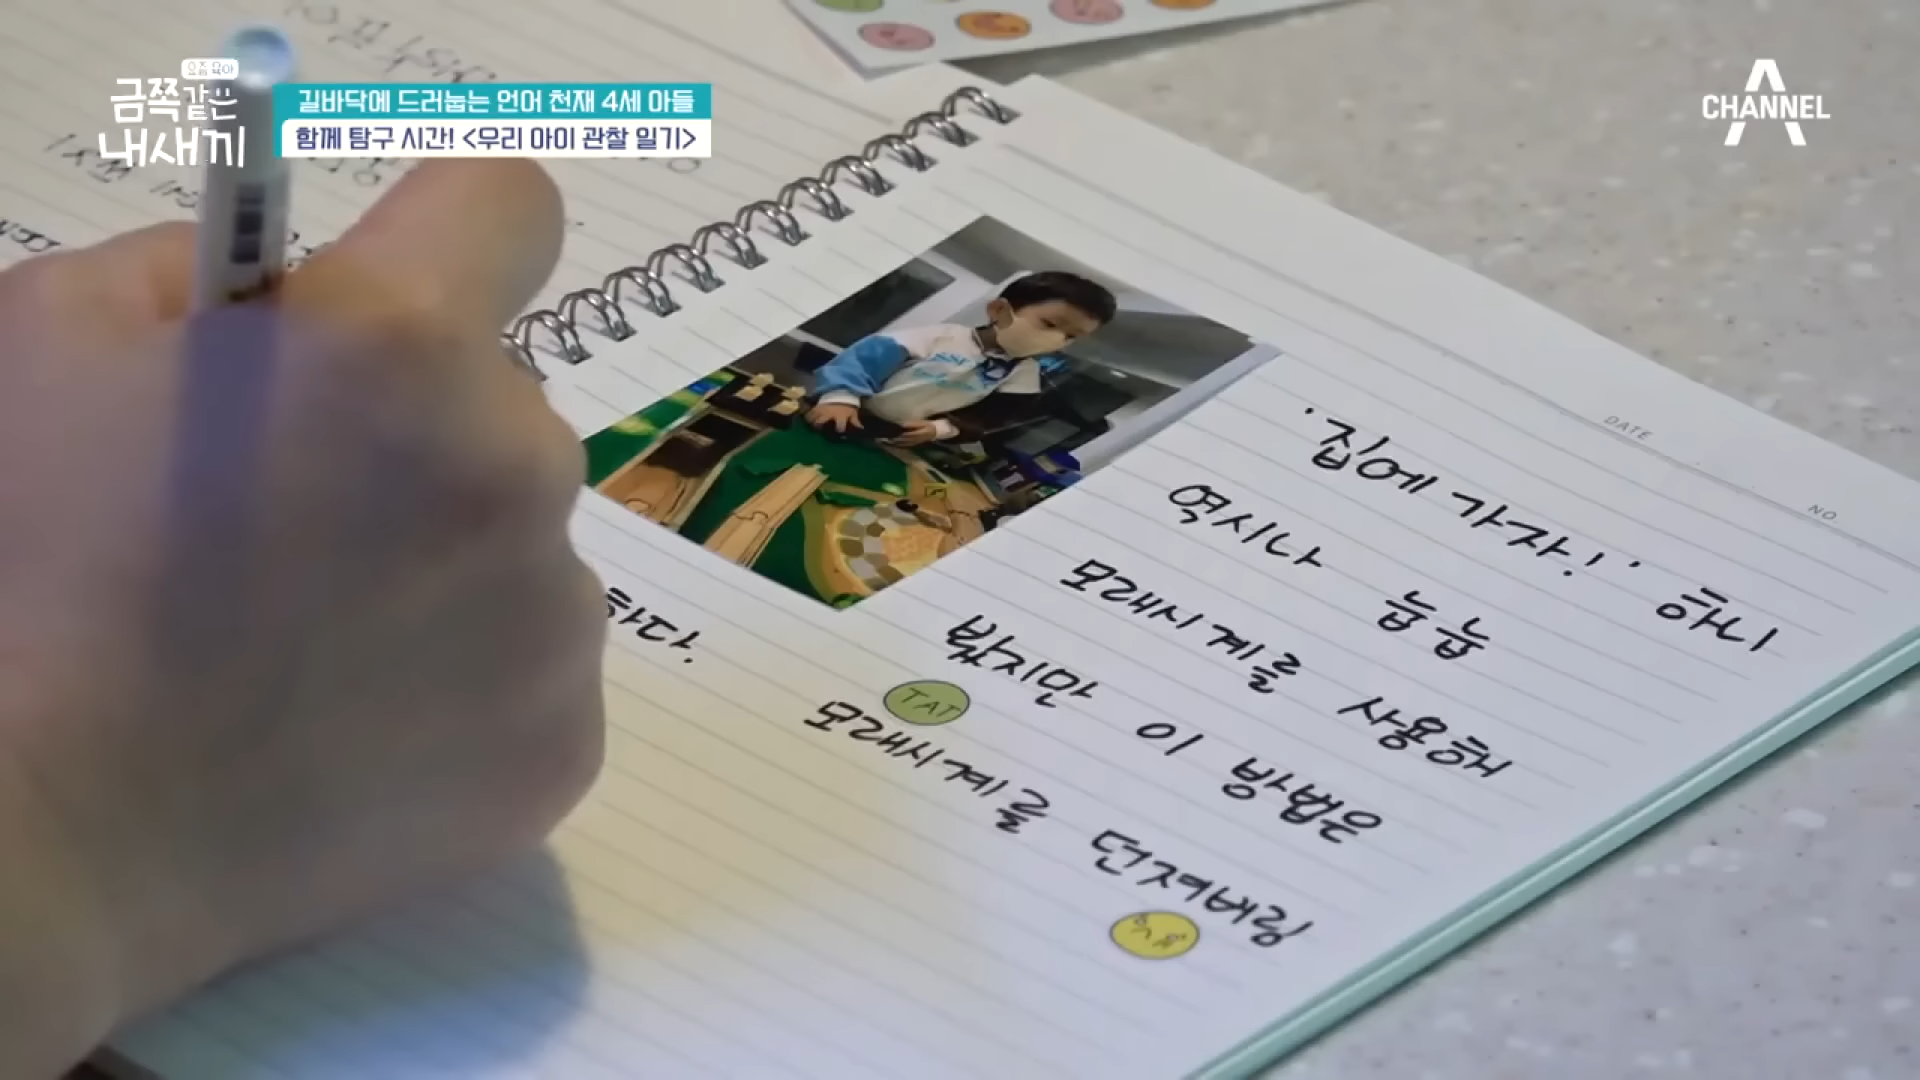 요즘 육아
금쪽같은
내새끼
길바닥에 드러눕는 언어 천재 4세 아들
함께 탐구 시간! <우리 아이 관찰 일기>
CHANNEL A
DATE
NO.
'집에 가자!' 하니
역시나 눕눕
모래시계를 사용해
봤지만 이 방법은
모래시계를 던져버림
하다.
TAT